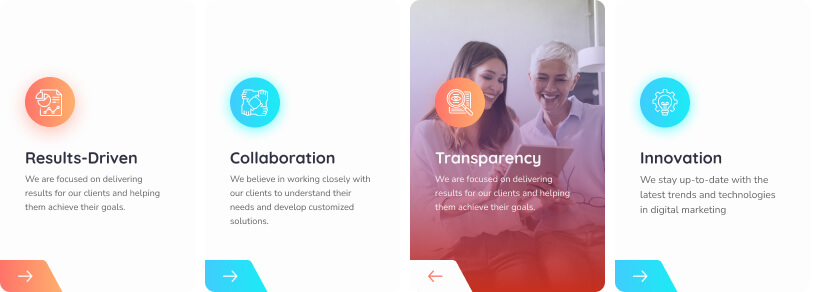 Results-Driven
We are focused on delivering
results for our clients and helping
them achieve their goals.
Collaboration
We believe in working closely with
our clients to understand their
needs and develop customized
solutions.
Transparency
We are focused on delivering
results for our clients and helping
them achieve their goals.
Innovation
We stay up-to-date with the
latest trends and technologies
in digital marketing